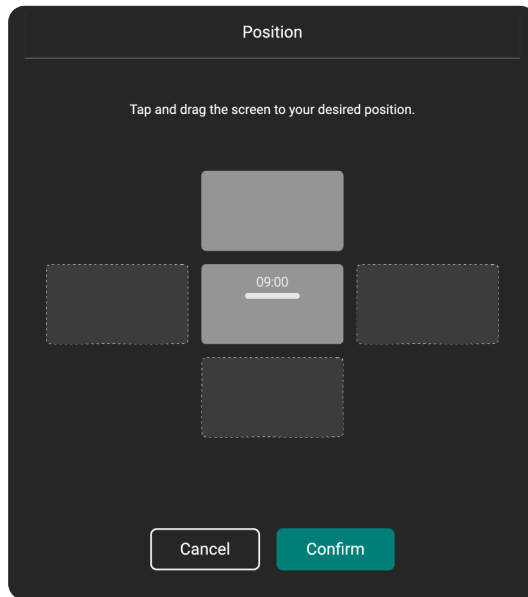 Position
Tap and drag the screen to your desired position.
09:00
Cancel
Confirm